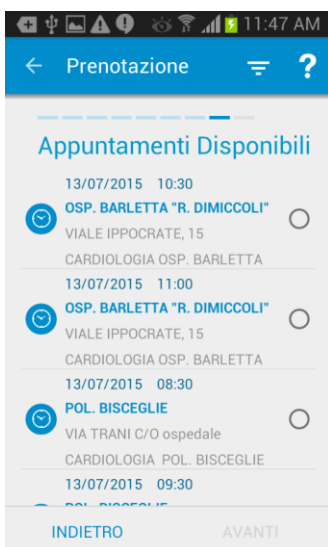 11:47 AM
Prenotazione ?
Appuntamenti Disponibili
13/07/2015 10:30
OSP. BARLETTA "R. DIMICCOLI"
VIALE IPPOCRATE, 15
CARDIOLOGIA OSP. BARLETTA
13/07/2015 11:00
OSP. BARLETTA "R. DIMICCOLI"
VIALE IPPOCRATE, 15
CARDIOLOGIA OSP. BARLETTA
13/07/2015 08:30
POL. BISCEGLIE
VIA TRANI C/O ospedale
CARDIOLOGIA POL. BISCEGLIE
13/07/2015 09:30
INDIETRO AVANTI